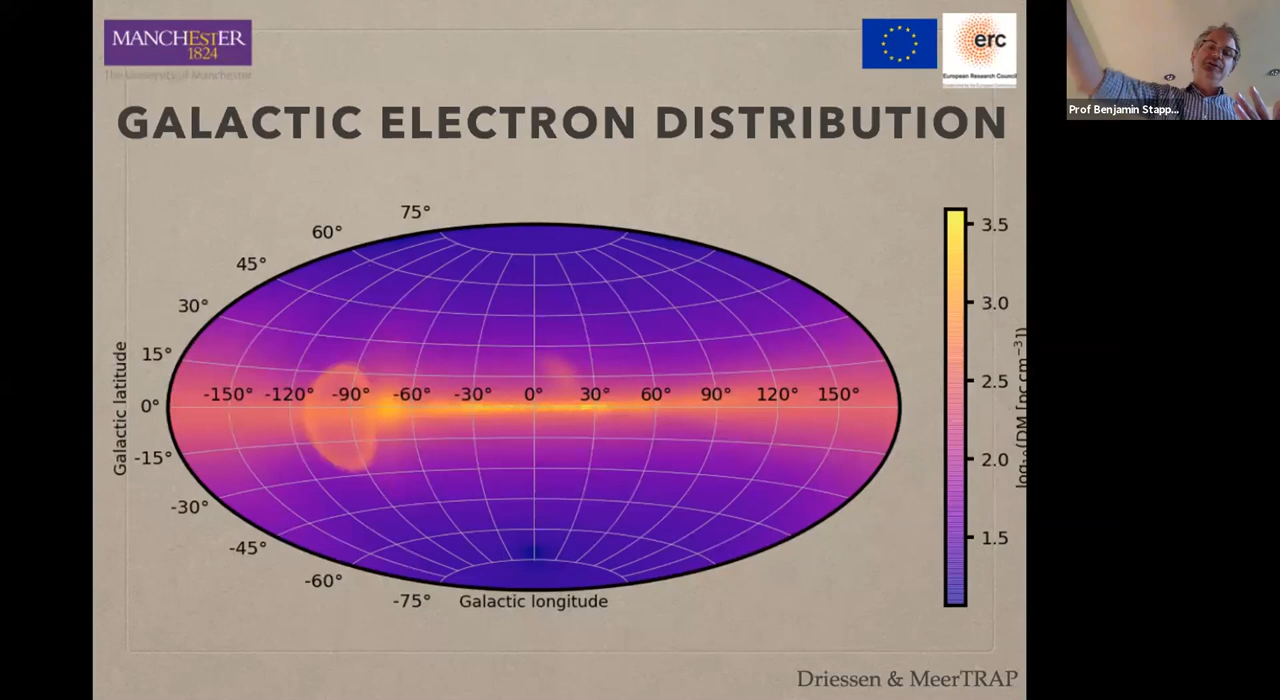 MANCHESTER
1824
The University of Manchester
erc
European Research Council
Prof Benjamin Stapp...
GALACTIC ELECTRON DISTRIBUTION
75°
60°
45°
30°
15°
0°
-15°
-30°
-45°
-60°
-75°
Galactic latitude
-150° -120° -90° -60° -30° 0° 30° 60° 90° 120° 150°
Galactic longitude
3.5
3.0
2.5
2.0
1.5
log₁₀(DM [pc cm⁻³])
Driessen & MeerTRAP